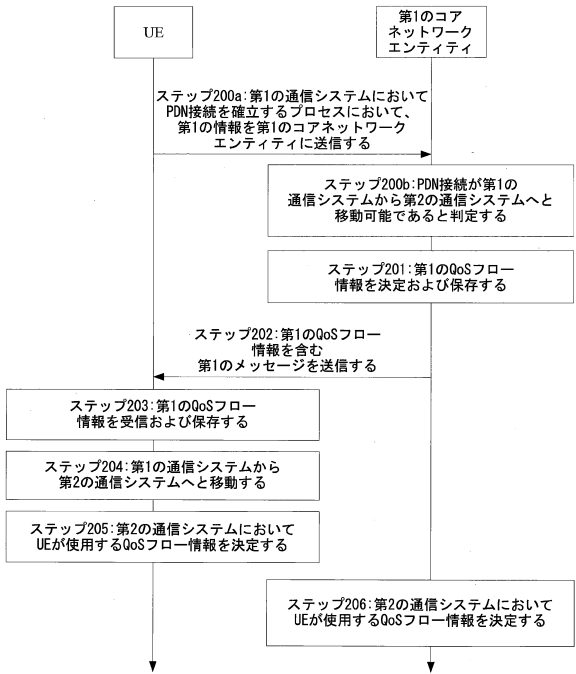 UE
第1のコア
ネットワーク
エンティティ
ステップ200a:第1の通信システムにおいて
PDN接続を確立するプロセスにおいて、
第1の情報を第1のコアネットワーク
エンティティに送信する
ステップ200b:PDN接続が第1の
通信システムから第2の通信システムへと
移動可能であると判定する
ステップ201:第1のQoSフロー
情報を決定および保存する
ステップ202:第1のQoSフロー
情報を含む
第1のメッセージを送信する
ステップ203:第1のQoSフロー
情報を受信および保存する
ステップ204:第1の通信システムから
第2の通信システムへと移動する
ステップ205:第2の通信システムにおいて
UEが使用するQoSフロー情報を決定する
ステップ206:第2の通信システムにおいて
UEが使用するQoSフロー情報を決定する